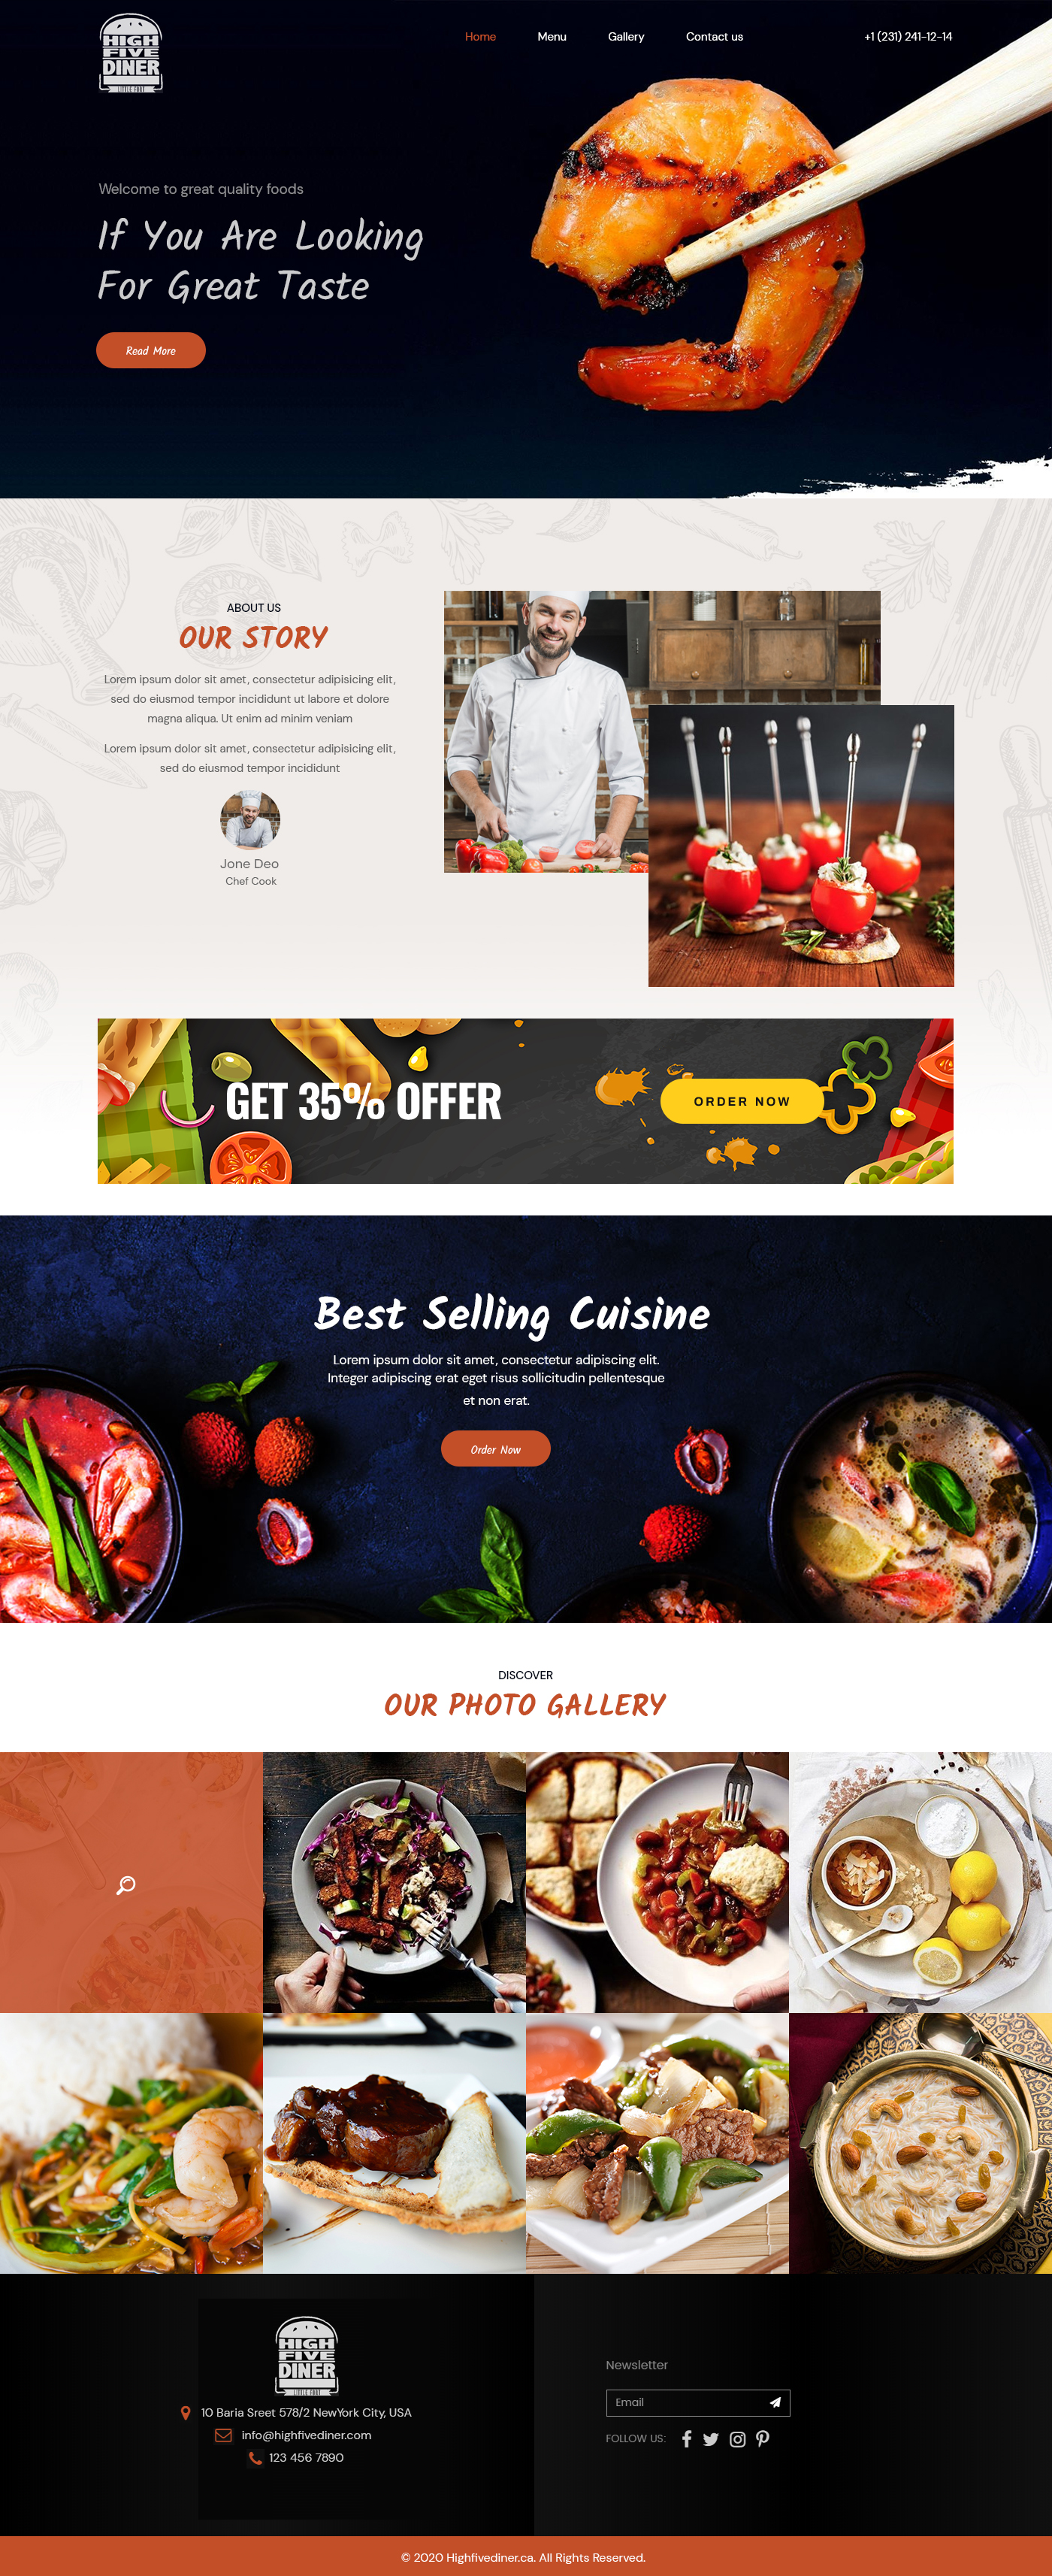 HIGH
FIVE
DINER
LITTLE FOOT
Home
Menu
Gallery
Contact us
+1 (231) 241-12-14
Welcome to great quality foods
If You Are Looking
For Great Taste
Read More
ABOUT US
OUR STORY
Lorem ipsum dolor sit amet, consectetur adipisicing elit,
sed do eiusmod tempor incididunt ut labore et dolore
magna aliqua. Ut enim ad minim veniam
Lorem ipsum dolor sit amet, consectetur adipisicing elit,
sed do eiusmod tempor incididunt
Jone Deo
Chef Cook
GET 35% OFFER
ORDER NOW
Best Selling Cuisine
Lorem ipsum dolor sit amet, consectetur adipiscing elit.
Integer adipiscing erat eget risus sollicitudin pellentesque
et non erat.
Order Now
DISCOVER
OUR PHOTO GALLERY
HIGH
FIVE
DINER
LITTLE FOOT
10 Baria Sreet 578/2 NewYork City, USA
info@highfivediner.com
123 456 7890
Newsletter
Email
FOLLOW US:
© 2020 Highfivediner.ca. All Rights Reserved.